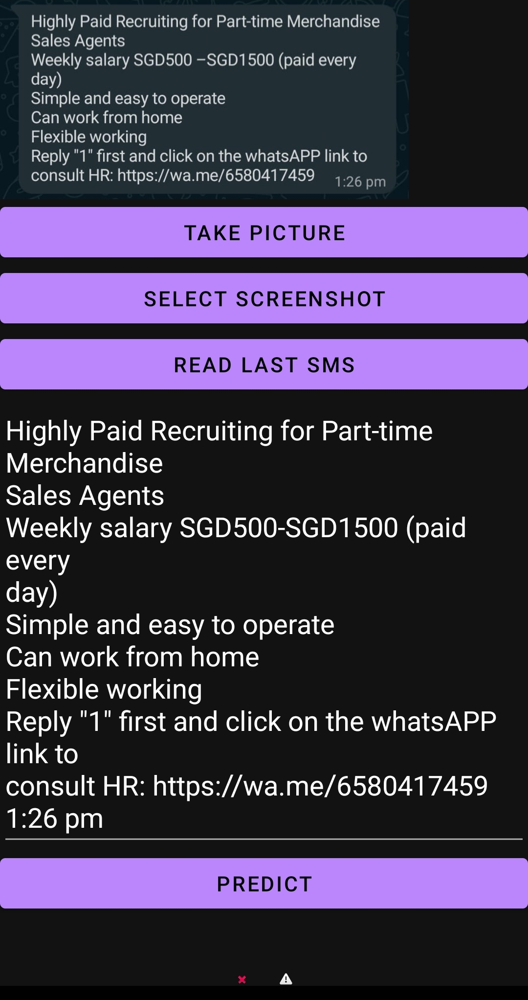 Highly Paid Recruiting for Part-time Merchandise
Sales Agents
Weekly salary SGD500 –SGD1500 (paid every
day)
Simple and easy to operate
Can work from home
Flexible working
Reply "1" first and click on the whatsAPP link to
consult HR: https://wa.me/6580417459
1:26 pm
TAKE PICTURE
SELECT SCREENSHOT
READ LAST SMS
Highly Paid Recruiting for Part-time
Merchandise
Sales Agents
Weekly salary SGD500-SGD1500 (paid
every
day)
Simple and easy to operate
Can work from home
Flexible working
Reply "1" first and click on the whatsAPP
link to
consult HR: https://wa.me/6580417459
1:26 pm
PREDICT